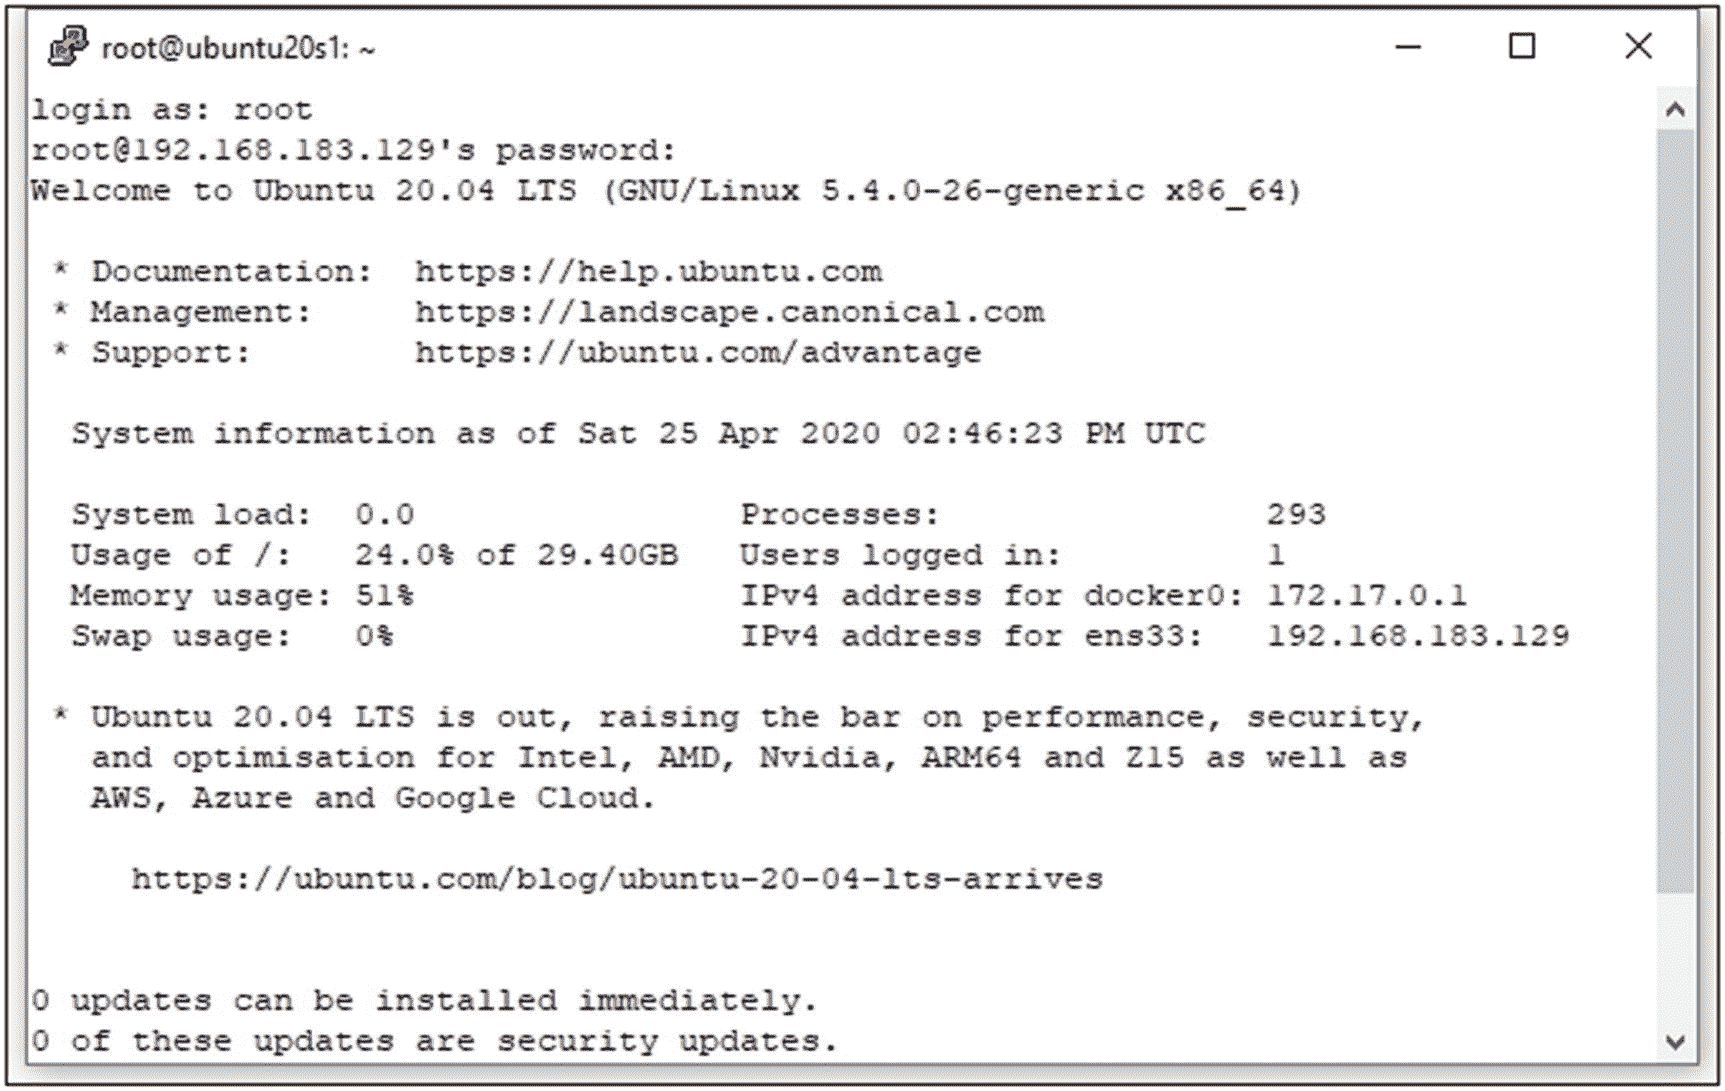 root@ubuntu20s1: ~
login as: root
root@192.168.183.129's password:
Welcome to Ubuntu 20.04 LTS (GNU/Linux 5.4.0-26-generic x86_64)
* Documentation:  https://help.ubuntu.com
* Management:     https://landscape.canonical.com
* Support:        https://ubuntu.com/advantage
System information as of Sat 25 Apr 2020 02:46:23 PM UTC
System load:  0.0                Processes:                293
Usage of /:   24.0% of 29.40GB   Users logged in:          1
Memory usage: 51%                IPv4 address for docker0: 172.17.0.1
Swap usage:   0%                 IPv4 address for ens33:   192.168.183.129
* Ubuntu 20.04 LTS is out, raising the bar on performance, security,
and optimisation for Intel, AMD, Nvidia, ARM64 and Z15 as well as
AWS, Azure and Google Cloud.
https://ubuntu.com/blog/ubuntu-20-04-lts-arrives
0 updates can be installed immediately.
0 of these updates are security updates.